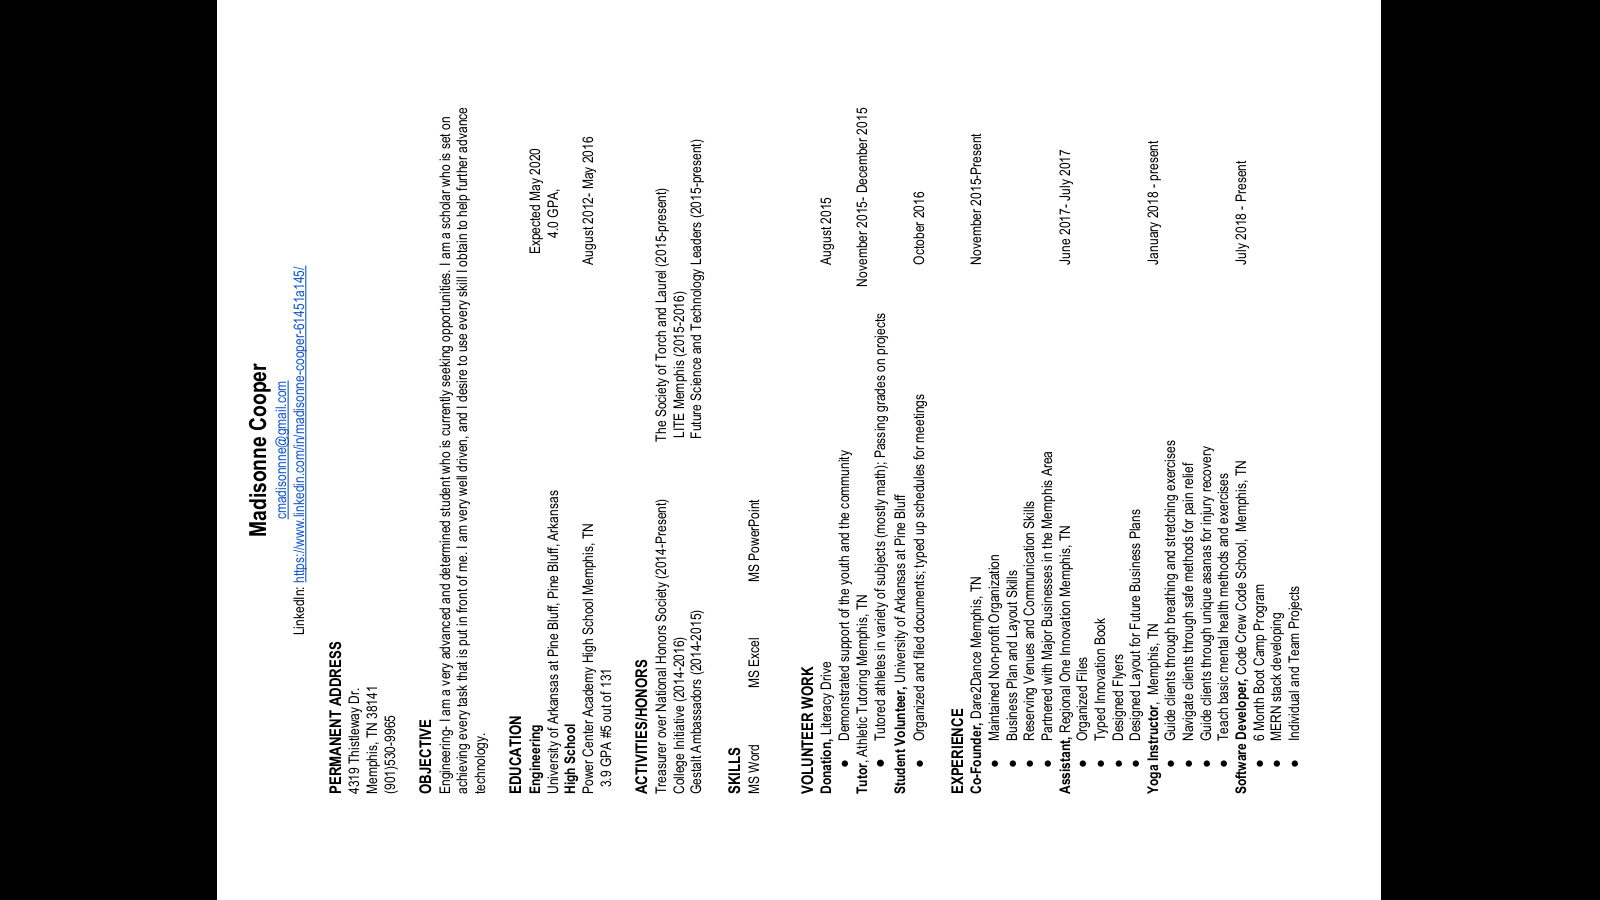 Madisonne Cooper
cmadisonnne@gmail.com
LinkedIn: https://www.linkedin.com/in/madisonne-cooper-61451a145/
PERMANENT ADDRESS
4319 Thistleway Dr.
Memphis, TN 38141
(901)530-9965
OBJECTIVE
Engineering- I am a very advanced and determined student who is currently seeking opportunities. I am a scholar who is set on
achieving every task that is put in front of me. I am very well driven, and I desire to use every skill I obtain to help further advance
technology.
EDUCATION
Engineering Expected May 2020
University of Arkansas at Pine Bluff, Pine Bluff, Arkansas 4.0 GPA,
High School
Power Center Academy High School Memphis, TN August 2012- May 2016
3.9 GPA #5 out of 131
ACTIVITIES/HONORS
Treasurer over National Honors Society (2014-Present) The Society of Torch and Laurel (2015-present)
College Initiative (2014-2016) LITE Memphis (2015-2016)
Gestalt Ambassadors (2014-2015) Future Science and Technology Leaders (2015-present)
SKILLS
MS Word MS Excel MS PowerPoint
VOLUNTEER WORK
Donation, Literacy Drive August 2015
● Demonstrated support of the youth and the community
Tutor, Athletic Tutoring Memphis, TN November 2015- December 2015
● Tutored athletes in variety of subjects (mostly math); Passing grades on projects
Student Volunteer, University of Arkansas at Pine Bluff
● Organized and filed documents; typed up schedules for meetings October 2016
EXPERIENCE
Co-Founder, Dare2Dance Memphis, TN November 2015-Present
● Maintained Non-profit Organization
● Business Plan and Layout Skills
● Reserving Venues and Communication Skills
● Partnered with Major Businesses in the Memphis Area
Assistant, Regional One Innovation Memphis, TN June 2017- July 2017
● Organized Files
● Typed Innovation Book
● Designed Flyers
● Designed Layout for Future Business Plans
Yoga Instructor, Memphis, TN January 2018 - present
● Guide clients through breathing and stretching exercises
● Navigate clients through safe methods for pain relief
● Guide clients through unique asanas for injury recovery
● Teach basic mental health methods and exercises
Software Developer, Code Crew Code School, Memphis, TN July 2018 - Present
● 6 Month Boot Camp Program
● MERN stack developing
● Individual and Team Projects